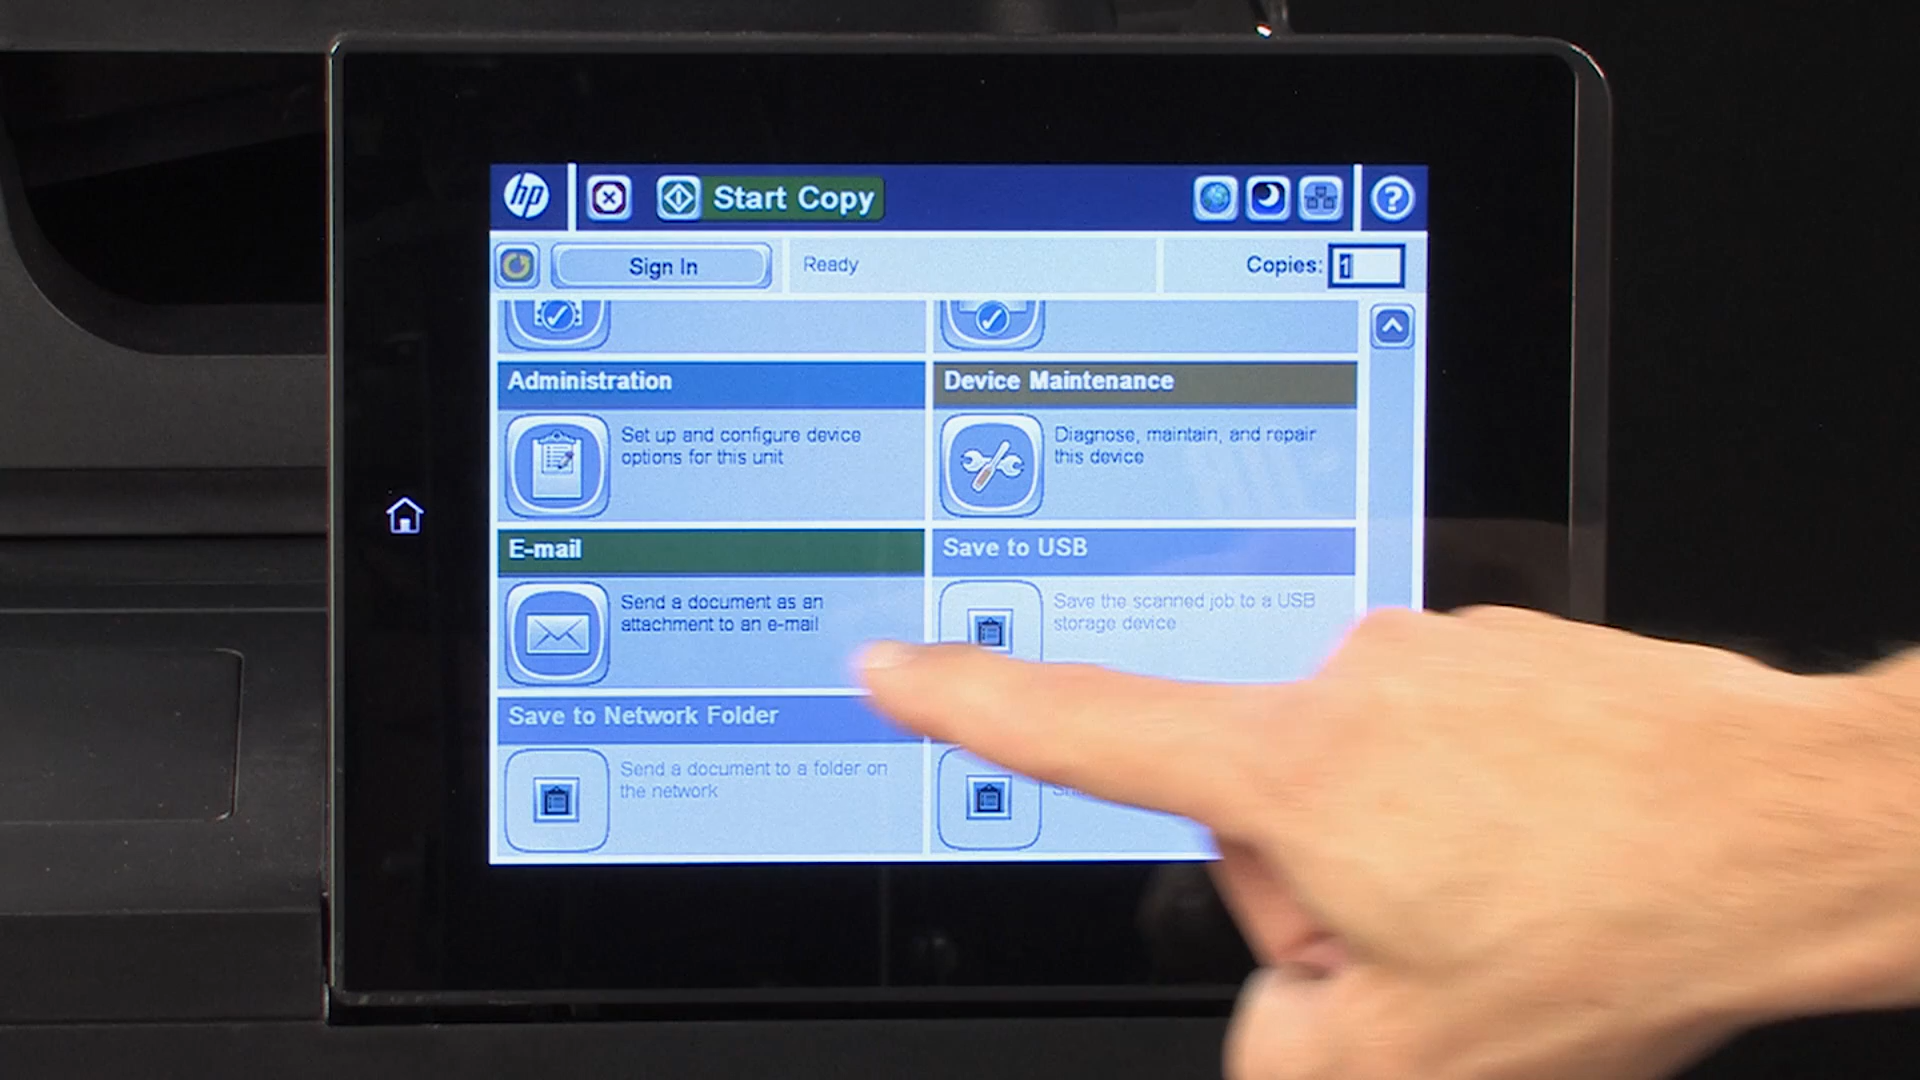 hp
Start Copy
?
Sign In
Ready
Copies: 1
Administration
Device Maintenance
Set up and configure device
options for this unit
Diagnose, maintain, and repair
this device
E-mail
Save to USB
Send a document as an
attachment to an e-mail
Save the scanned job to a USB
storage device
Save to Network Folder
Send a document to a folder on
the network